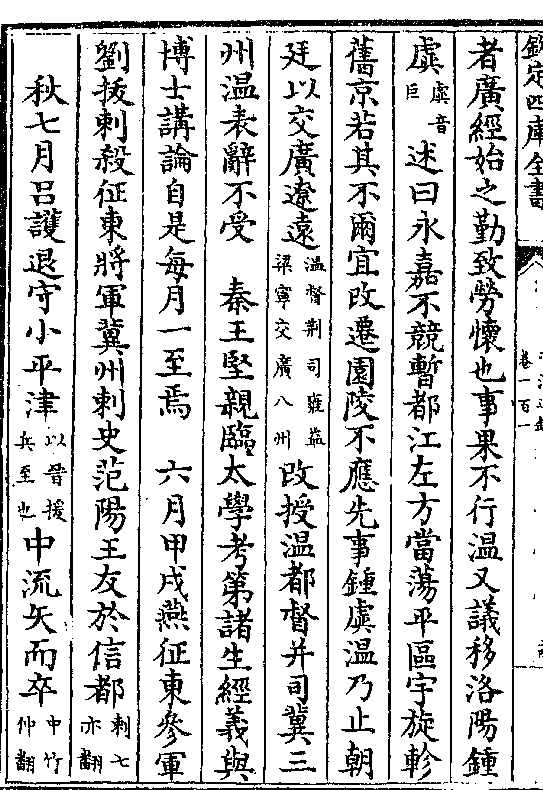 欽定四庫全書
卷一百一
者廣經始之勤致勞懷也事果不行温又議移洛陽鍾
虡虡音巨述曰永嘉不競暫都江左方當蕩平區宇旋軫
舊京若其不爾宜改遷園陵不應先事鍾虡温乃止朝
廷以交廣遼遠温督荆司雍益梁寧交廣八州改授温都督并司冀三
州温表辭不受　秦王堅親臨太學考第諸生經義與
博士講論自是每月一至焉　六月甲戌燕征東參軍
劉拔刺殺征東將軍冀州刺史范陽王友於信都刺七亦翻
秋七月吕護退守小平津以晉援兵至也中流矢而卒中竹仲翻